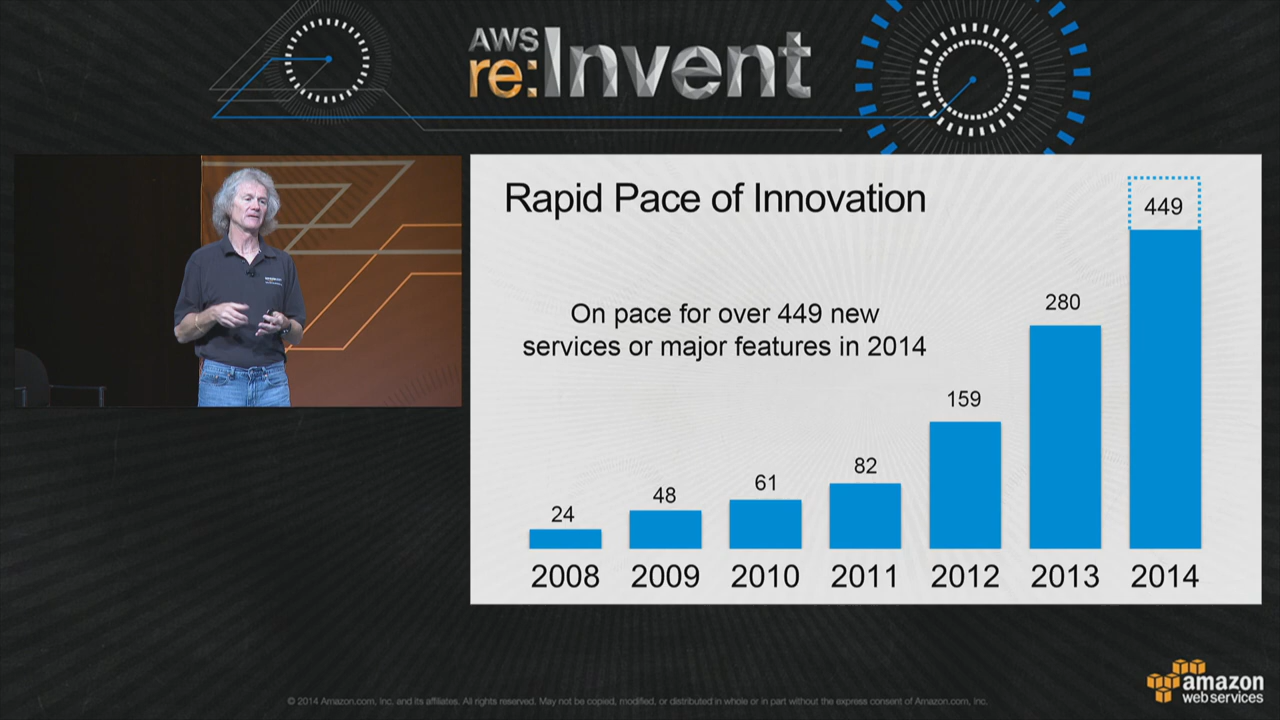 AWS
re:Invent
Rapid Pace of Innovation
On pace for over 449 new
services or major features in 2014
24
48
61
82
159
280
449
2008 2009 2010 2011 2012 2013 2014
© 2014 Amazon.com, Inc. and its affiliates. All rights reserved. May not be copied, modified, or distributed in whole or in part without the express consent of Amazon.com, Inc.
amazon
web services